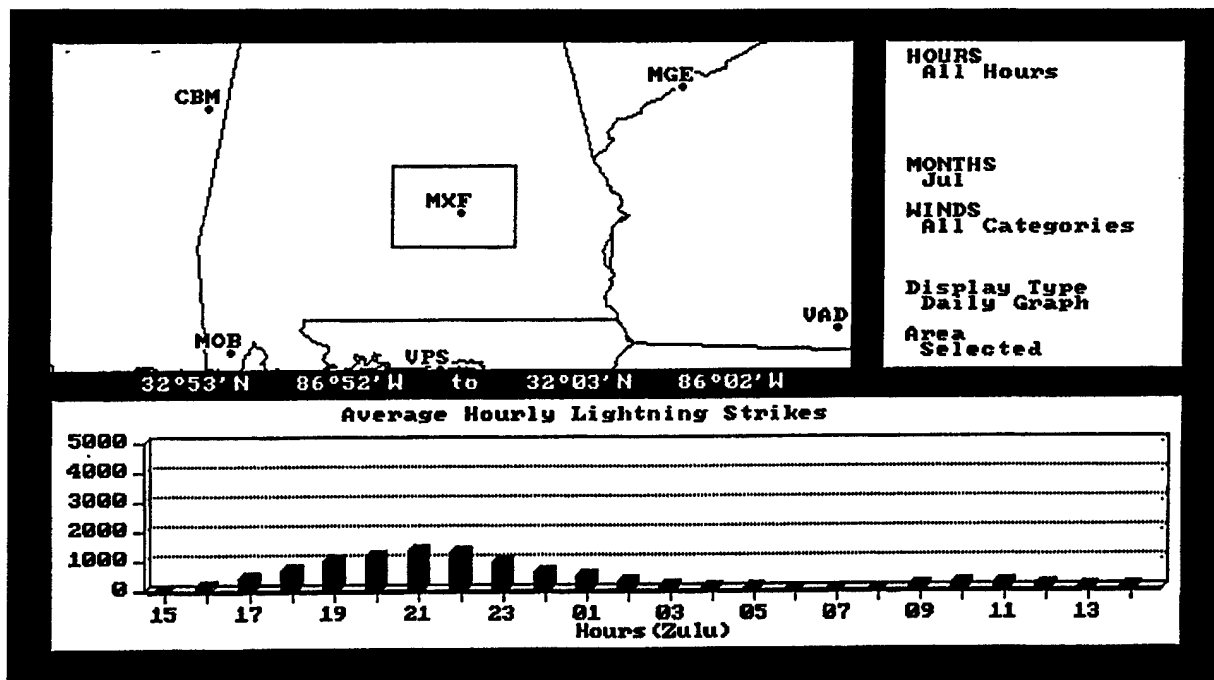 CBM
MGE
MXF
MOB
VPS
VAD
HOURS
All Hours
MONTHS
Jul
WINDS
All Categories
Display Type
Daily Graph
Area
Selected
32°53'N 86°52'W to 32°03'N 86°02'W
Average Hourly Lightning Strikes
5000
4000
3000
2000
1000
0
15 17 19 21 23 01 03 05 07 09 11 13
Hours(Zulu)